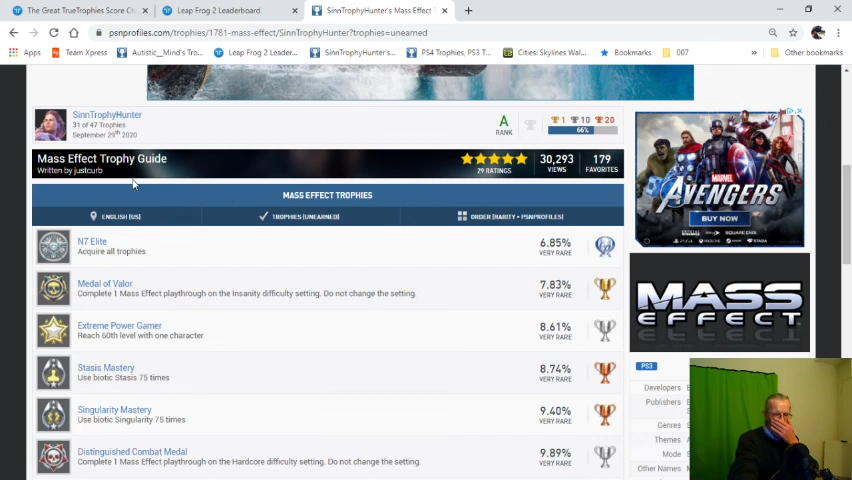 The Great TrueTrophies Score Ch
Leap Frog 2 Leaderboard
SinnTrophyHunter's Mass Effect T
psnprofiles.com/trophies/1781-mass-effect/SinnTrophyHunter?trophies=unearned
Apps
Team Xpress
Autistic__Mind's Tro...
Leap Frog 2 Leader...
SinnTrophyHunter's...
PS4 Trophies, PS3 T...
Cities: Skylines Wal...
Bookmarks
007
Other bookmarks
SinnTrophyHunter
31 of 47 Trophies
September 29th 2020
A
RANK
1 10 20
66%
Mass Effect Trophy Guide
Written by justcurb
29 RATINGS
30,293
VIEWS
179
FAVORITES
MASS EFFECT TROPHIES
ENGLISH (US)
TROPHIES (UNEARNED)
ORDER (RARITY • PSNPROFILES)
N7 Elite
Acquire all trophies
6.85%
VERY RARE
Medal of Valor
Complete 1 Mass Effect playthrough on the Insanity difficulty setting. Do not change the setting.
7.83%
VERY RARE
Extreme Power Gamer
Reach 60th level with one character
8.61%
VERY RARE
Stasis Mastery
Use biotic Stasis 75 times
8.74%
VERY RARE
Singularity Mastery
Use biotic Singularity 75 times
9.40%
VERY RARE
Distinguished Combat Medal
Complete 1 Mass Effect playthrough on the Hardcore difficulty setting. Do not change the setting.
9.89%
VERY RARE
MARVEL
AVENGERS
BUY NOW
SQUARE ENIX
MASS
EFFECT
PS3
Developers
Publishers
Genres
Themes
Mode
Other Names